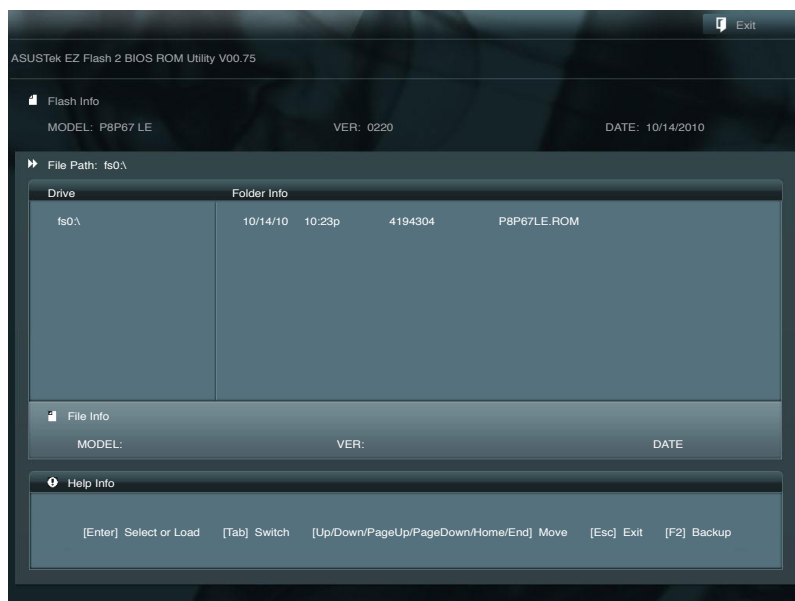 Exit
ASUSTek EZ Flash 2 BIOS ROM Utility V00.75
Flash Info
MODEL: P8P67 LE VER: 0220 DATE: 10/14/2010
File Path: fs0:\
Drive Folder Info
fs0:\ 10/14/10 10:23p 4194304 P8P67LE.ROM
File Info
MODEL: VER: DATE
Help Info
[Enter] Select or Load [Tab] Switch [Up/Down/PageUp/PageDown/Home/End] Move [Esc] Exit [F2] Backup